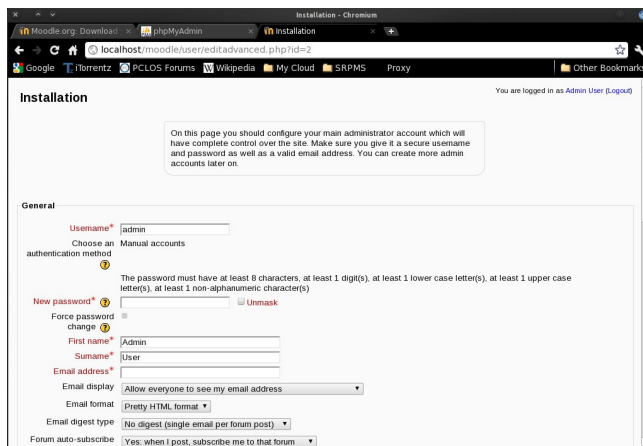 Installation - Chromium
Moodle.org: Download
phpMyAdmin
Installation
localhost/moodle/user/editadvanced.php?id=2
Google iTorrentz PCLOS Forums Wikipedia My Cloud SRPMS Proxy Other Bookmarks
Installation
You are logged in as Admin User (Logout)
On this page you should configure your main administrator account which will
have complete control over the site. Make sure you give it a secure username
and password as well as a valid email address. You can create more admin
accounts later on.
General
Username* admin
Choose an authentication method Manual accounts
The password must have at least 8 characters, at least 1 digit(s), at least 1 lower case letter(s), at least 1 upper case
letter(s), at least 1 non-alphanumeric character(s)
New password* Unmask
Force password change
First name* Admin
Surname* User
Email address*
Email display Allow everyone to see my email address
Email format Pretty HTML format
Email digest type No digest (single email per forum post)
Forum auto-subscribe Yes: when I post, subscribe me to that forum